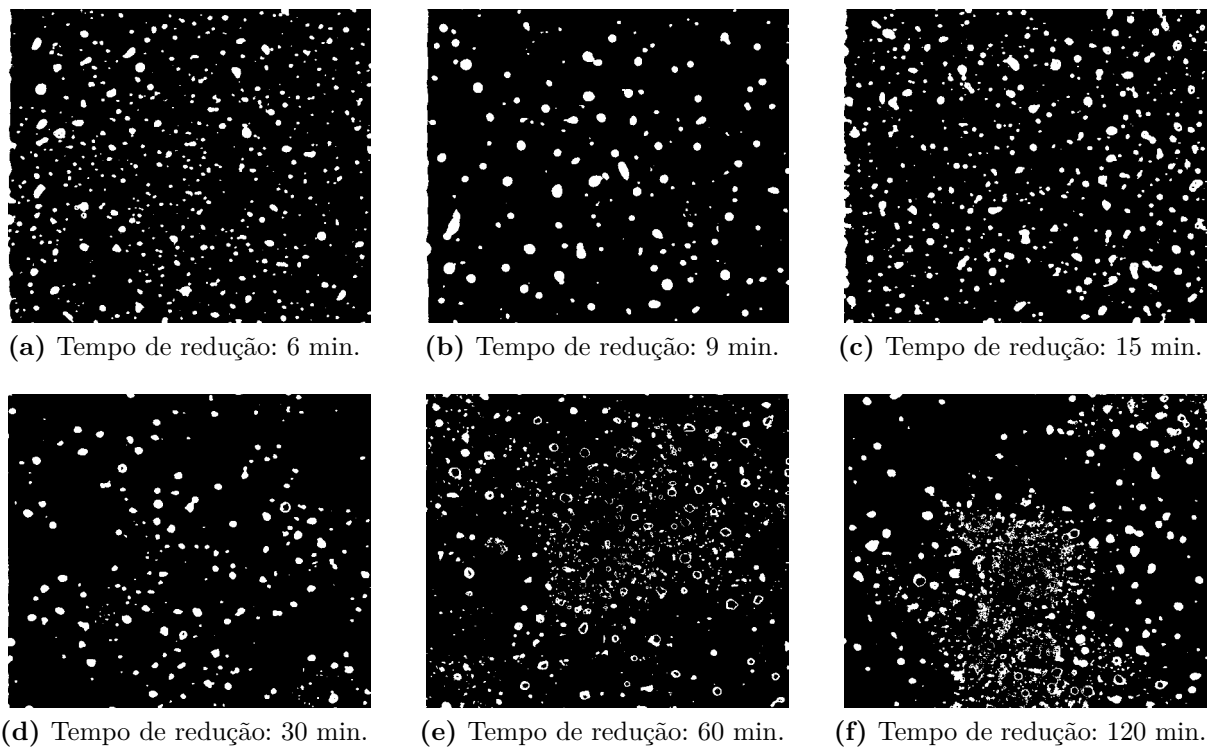 (a) Tempo de redução: 6 min.
(b) Tempo de redução: 9 min.
(c) Tempo de redução: 15 min.
(d) Tempo de redução: 30 min.
(e) Tempo de redução: 60 min.
(f) Tempo de redução: 120 min.